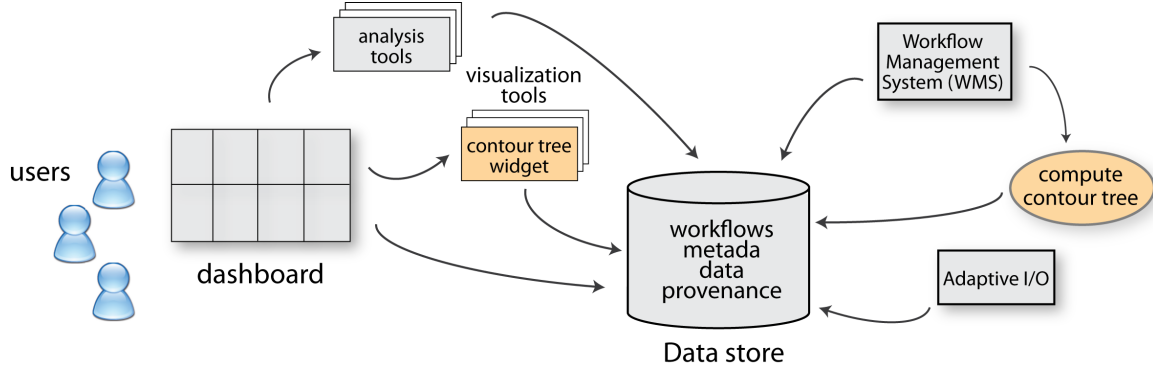 analysis
tools
visualization
tools
contour tree
widget
users
dashboard
workflows
metada
data
provenance
Data store
Workflow
Management
System (WMS)
compute
contour tree
Adaptive I/O